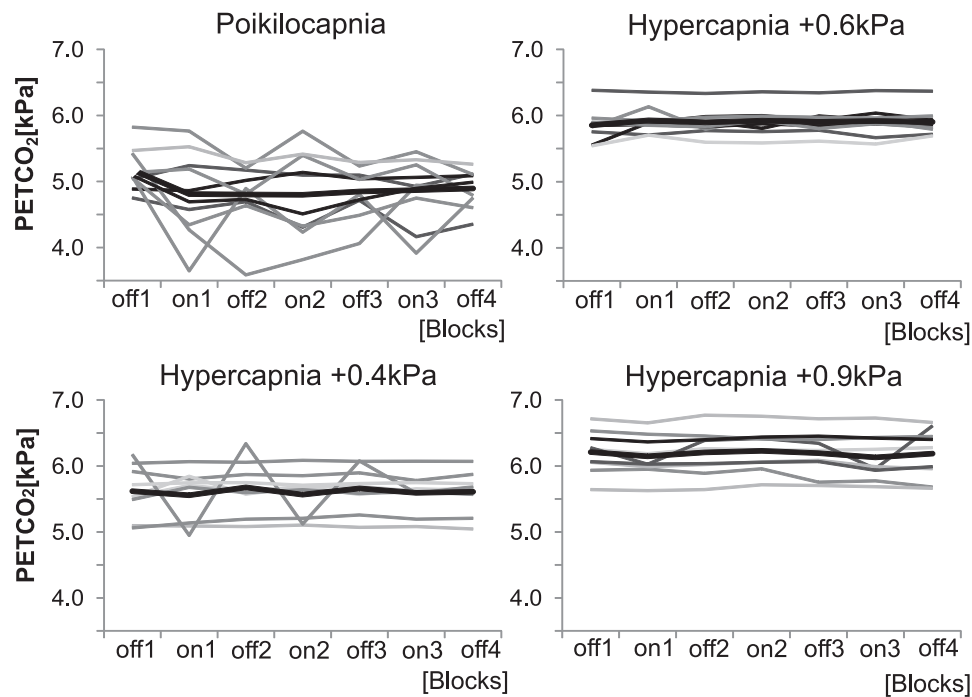 Poikilocapnia
PETCO₂[kPa]
7.0
6.0
5.0
4.0
off1 on1 off2 on2 off3 on3 off4
[Blocks]
Hypercapnia +0.6kPa
7.0
6.0
5.0
4.0
off1 on1 off2 on2 off3 on3 off4
[Blocks]
Hypercapnia +0.4kPa
PETCO₂[kPa]
7.0
6.0
5.0
4.0
off1 on1 off2 on2 off3 on3 off4
[Blocks]
Hypercapnia +0.9kPa
7.0
6.0
5.0
4.0
off1 on1 off2 on2 off3 on3 off4
[Blocks]